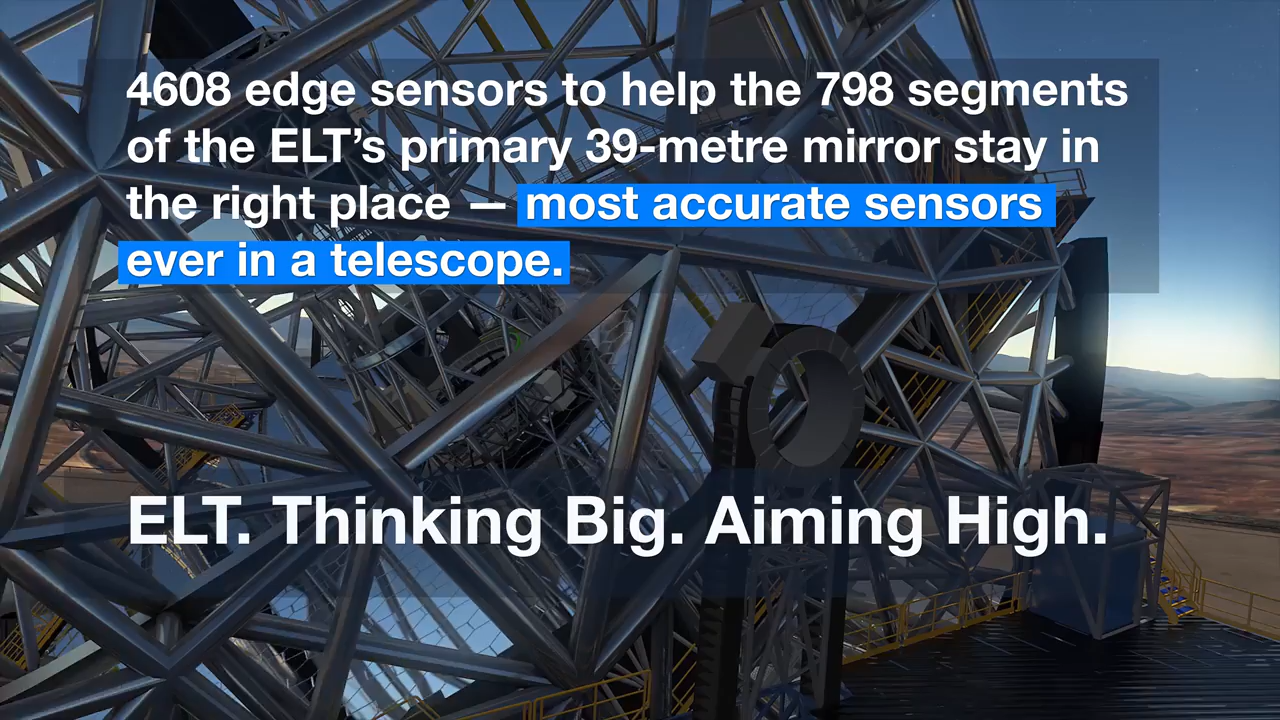 4608 edge sensors to help the 798 segments
of the ELT’s primary 39-metre mirror stay in
the right place — most accurate sensors
ever in a telescope.
ELT. Thinking Big. Aiming High.